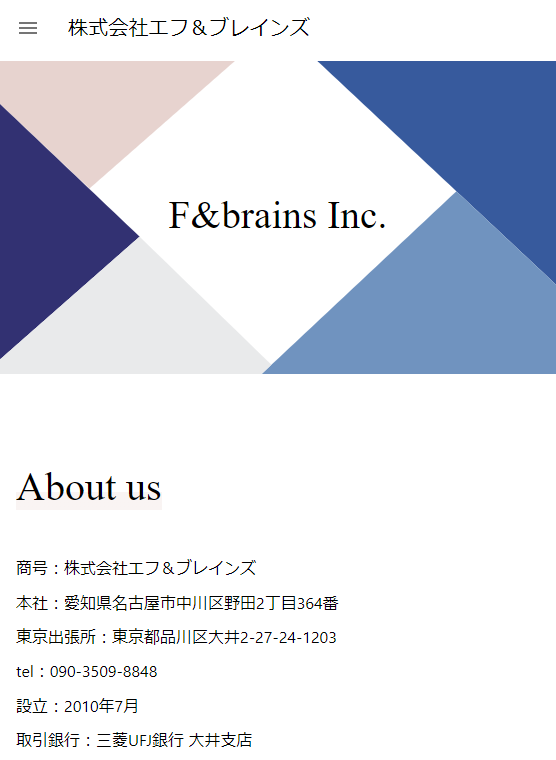 株式会社エフ＆ブレインズ
F&brains Inc.
About us
商号：株式会社エフ＆ブレインズ
本社：愛知県名古屋市中川区野田2丁目364番
東京出張所：東京都品川区大井2-27-24-1203
tel：090-3509-8848
設立：2010年7月
取引銀行：三菱UFJ銀行 大井支店